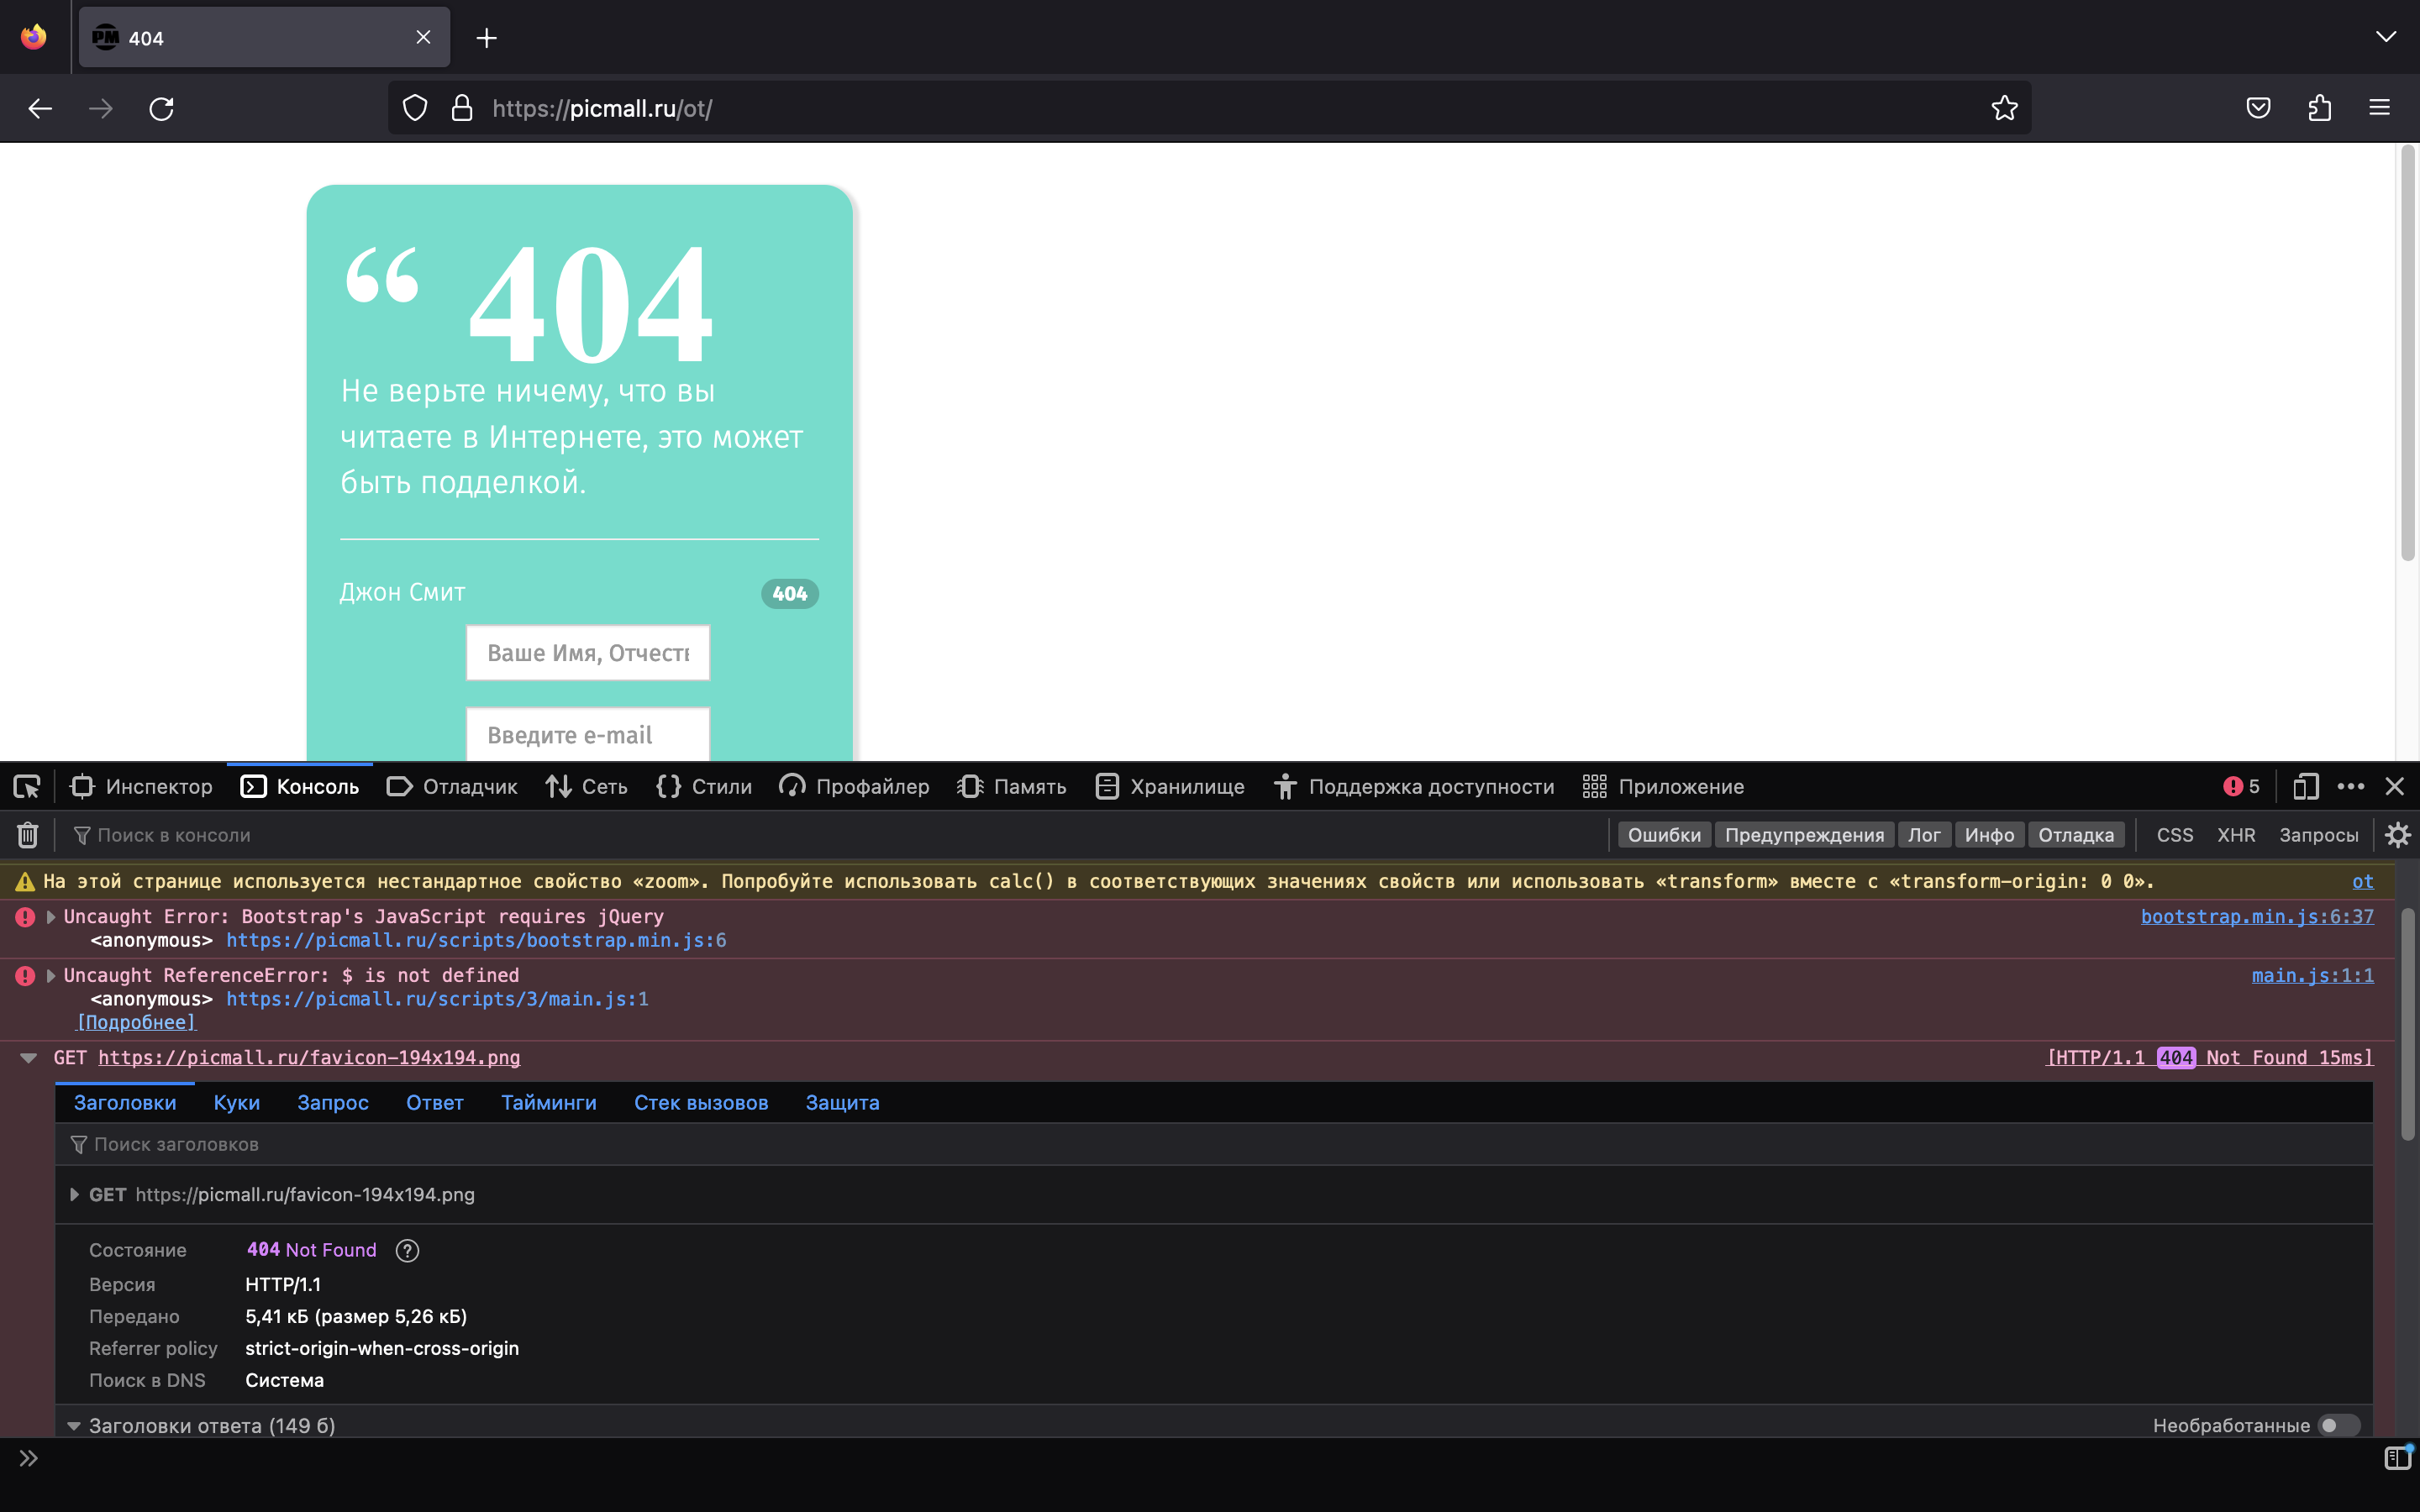 PM 404
https://picmall.ru/ot/
“ 404
Не верьте ничему, что вы
читаете в Интернете, это может
быть подделкой.
Джон Смит 404
Ваше Имя, Отчеств
Введите e-mail
Инспектор Консоль Отладчик Сеть {} Стили Профайлер Память Хранилище Поддержка доступности Приложение 5
Поиск в консоли Ошибки Предупреждения Лог Инфо Отладка CSS XHR Запросы
На этой странице используется нестандартное свойство «zoom». Попробуйте использовать calc() в соответствующих значениях свойств или использовать «transform» вместе с «transform-origin: 0 0». ot
Uncaught Error: Bootstrap's JavaScript requires jQuery bootstrap.min.js:6:37
<anonymous> https://picmall.ru/scripts/bootstrap.min.js:6
Uncaught ReferenceError: $ is not defined main.js:1:1
<anonymous> https://picmall.ru/scripts/3/main.js:1
[Подробнее]
GET https://picmall.ru/favicon-194x194.png [HTTP/1.1 404 Not Found 15ms]
Заголовки Куки Запрос Ответ Тайминги Стек вызовов Защита
Поиск заголовков
GET https://picmall.ru/favicon-194x194.png
Состояние 404 Not Found ?
Версия HTTP/1.1
Передано 5,41 кБ (размер 5,26 кБ)
Referrer policy strict-origin-when-cross-origin
Поиск в DNS Система
Заголовки ответа (149 б) Необработанные